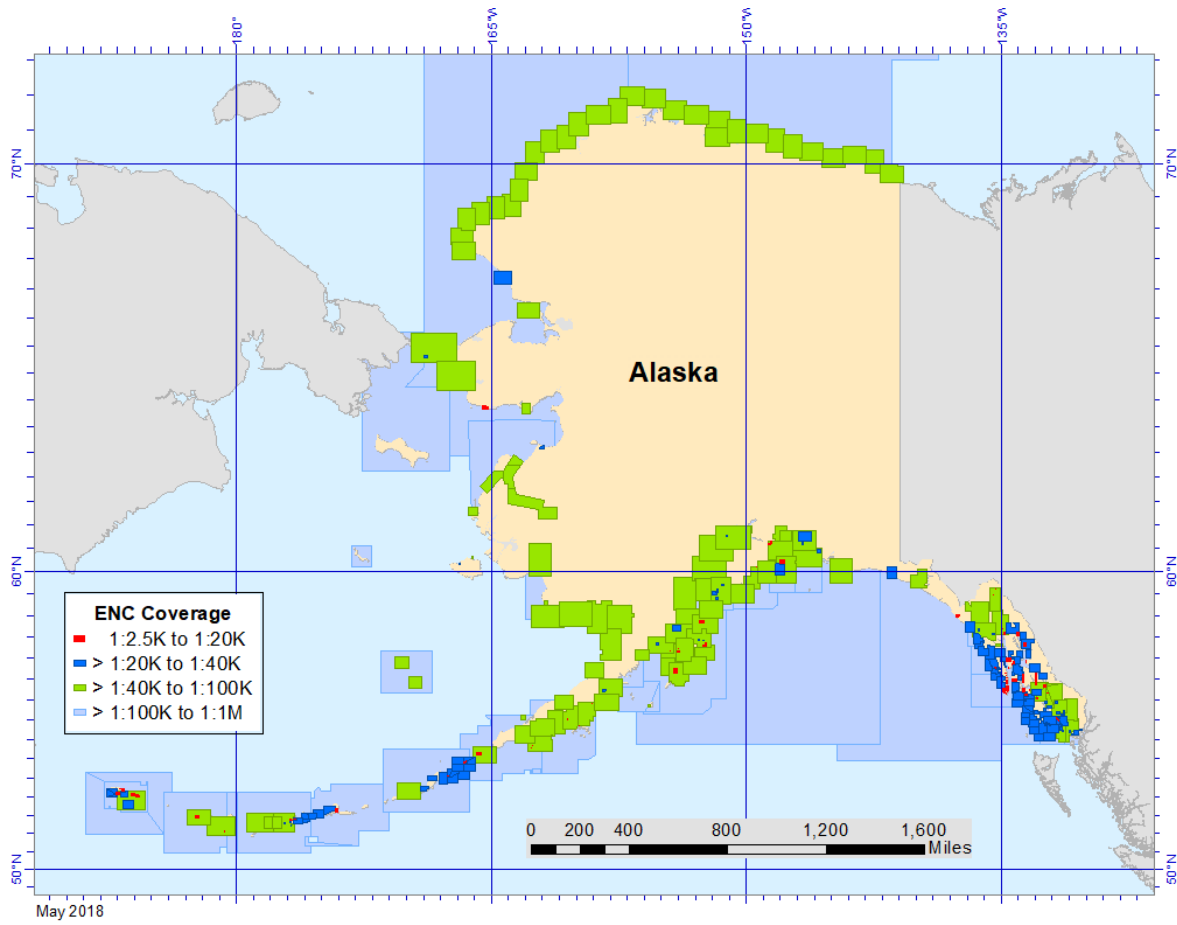 180°
165°W
150°W
135°W
70°N
70°N
Alaska
60°N
60°N
ENC Coverage
1:2.5K to 1:20K
> 1:20K to 1:40K
> 1:40K to 1:100K
> 1:100K to 1:1M
0 200 400 800 1,200 1,600
Miles
50°N
50°N
May 2018